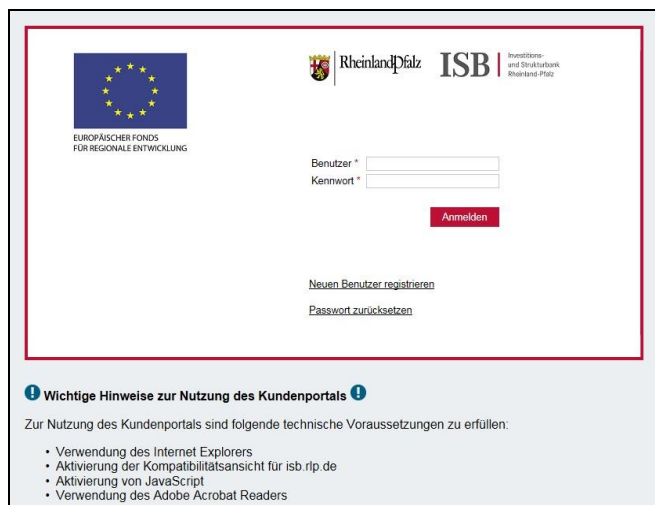 RheinlandPfalz
ISB
Investitions-
und Strukturbank
Rheinland-Pfalz
EUROPÄISCHER FONDS
FÜR REGIONALE ENTWICKLUNG
Benutzer *
Kennwort *
Anmelden
Neuen Benutzer registrieren
Passwort zurücksetzen
! Wichtige Hinweise zur Nutzung des Kundenportals !
Zur Nutzung des Kundenportals sind folgende technische Voraussetzungen zu erfüllen:
• Verwendung des Internet Explorers
• Aktivierung der Kompatibilitätsansicht für isb.rlp.de
• Aktivierung von JavaScript
• Verwendung des Adobe Acrobat Readers